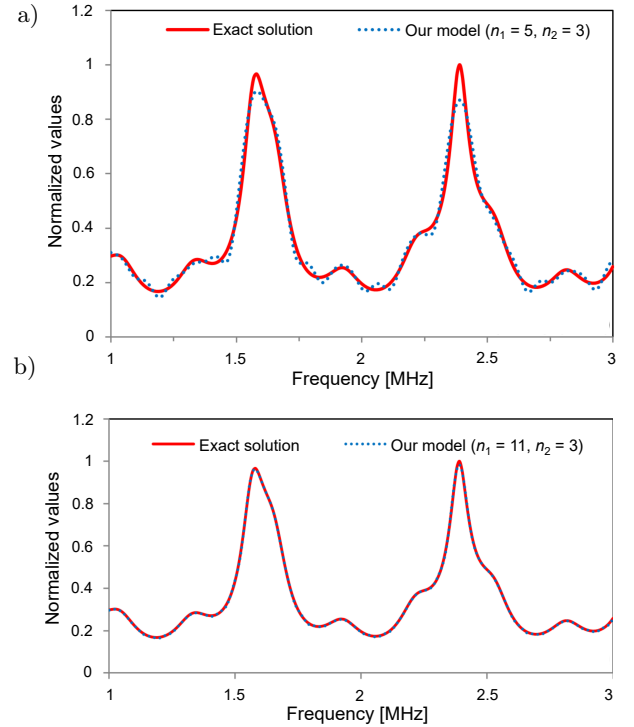 a)
Exact solution
Our model (n₁ = 5, n₂ = 3)
Normalized values
1.2
1
0.8
0.6
0.4
0.2
0
1
1.5
2
2.5
3
Frequency [MHz]
b)
Exact solution
Our model (n₁ = 11, n₂ = 3)
Normalized values
1.2
1
0.8
0.6
0.4
0.2
0
1
1.5
2
2.5
3
Frequency [MHz]